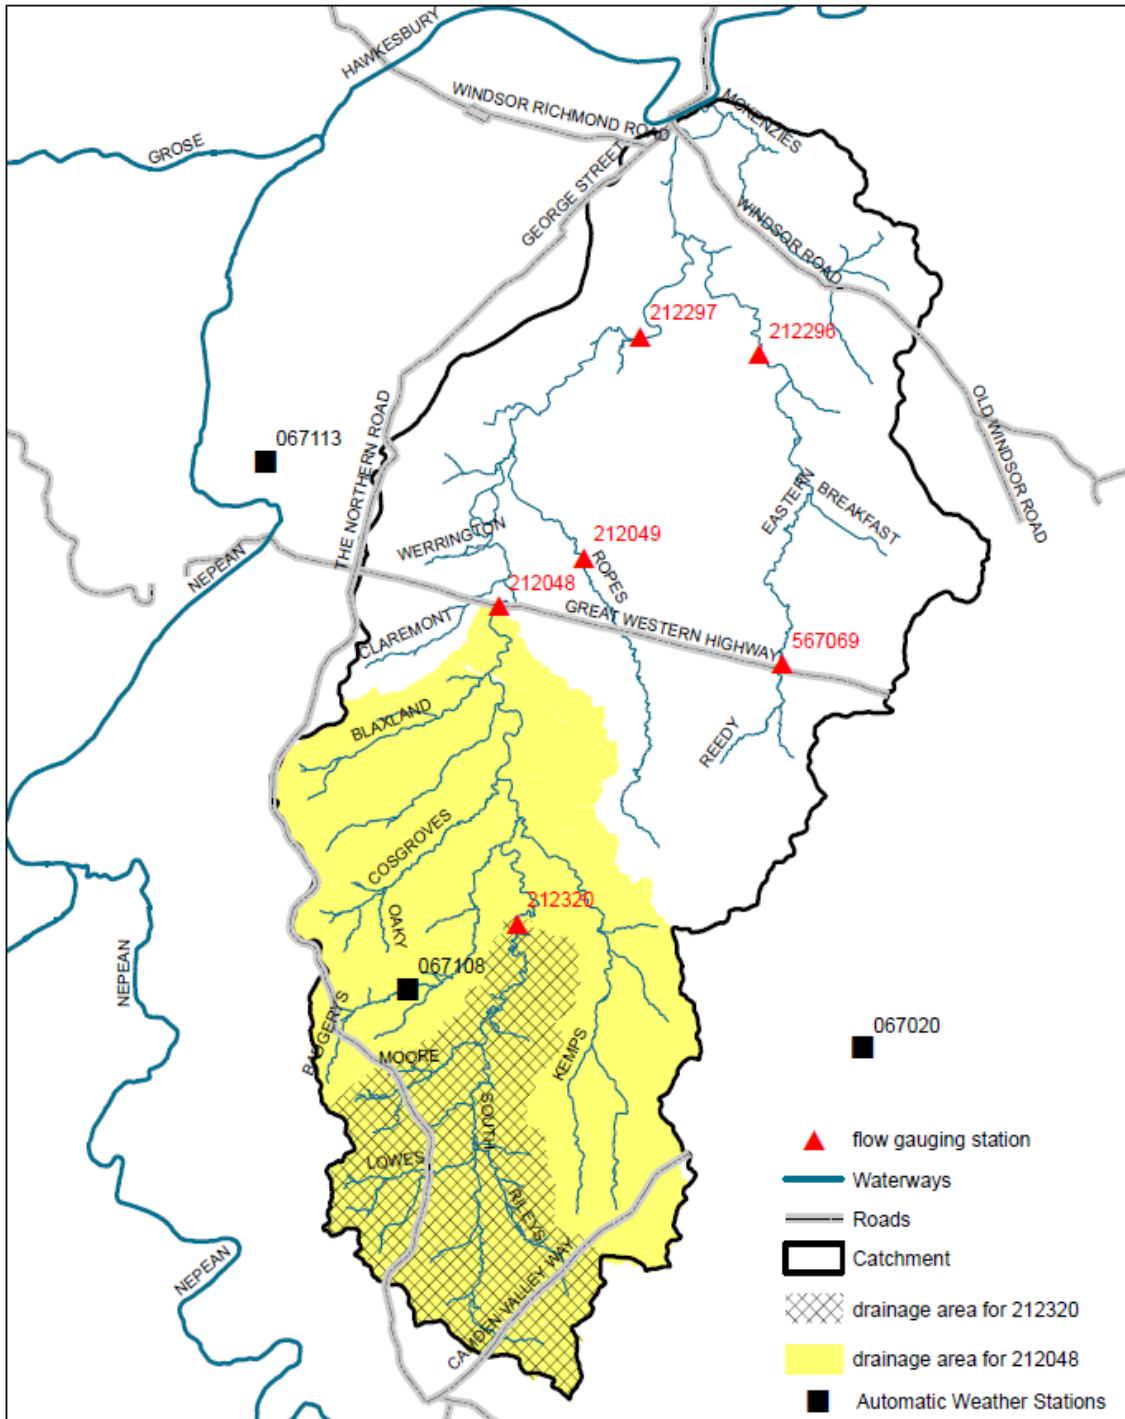 HAWKESBURY
WINDSOR RICHMOND ROAD
MCKENZIES
GROSE
GEORGE STREET
WINDSOR ROAD
212297
212296
OLD WINDSOR ROAD
067113
THE NORTHERN ROAD
EASTERN
BREAKFAST
WERRINGTON
212049
ROPES
NEPEAN
212048
GREAT WESTERN HIGHWAY
CLAREMONT
567069
BLAXLAND
REEDY
COSGROVES
OAKY
212320
NEPEAN
067108
BADGERYS
067020
MOORE
KEMPS
SOUTH
LOWES
RILEYS
NEPEAN
CAMDEN VALLEY WAY
flow gauging station
Waterways
Roads
Catchment
drainage area for 212320
drainage area for 212048
Automatic Weather Stations